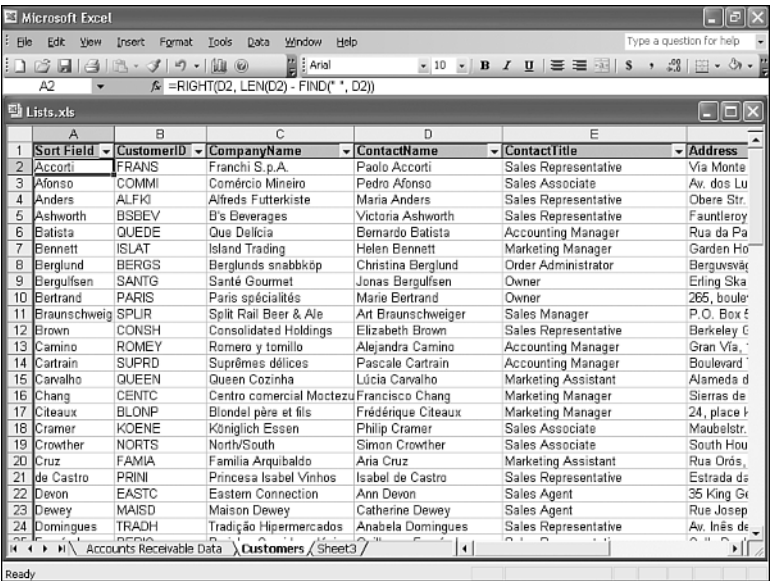 Microsoft Excel
File Edit View Insert Format Tools Data Window Help Type a question for help
Arial 10 B I U $ ,
A2 fx =RIGHT(D2, LEN(D2) - FIND(" ", D2))
Lists.xls
A B C D E
1 Sort Field CustomerID CompanyName ContactName ContactTitle Address
2 Accorti FRANS Franchi S.p.A. Paolo Accorti Sales Representative Via Monte
3 Afonso COMMI Comércio Mineiro Pedro Afonso Sales Associate Av. dos Lu
4 Anders ALFKI Alfreds Futterkiste Maria Anders Sales Representative Obere Str.
5 Ashworth BSBEV B's Beverages Victoria Ashworth Sales Representative Fauntleroy
6 Batista QUEDE Que Delícia Bernardo Batista Accounting Manager Rua da Pa
7 Bennett ISLAT Island Trading Helen Bennett Marketing Manager Garden Ho
8 Berglund BERGS Berglunds snabbköp Christina Berglund Order Administrator Berguvsväg
9 Bergulfsen SANTG Santé Gourmet Jonas Bergulfsen Owner Erling Ska
10 Bertrand PARIS Paris spécialités Marie Bertrand Owner 265, boule
11 Braunschweig SPLIR Split Rail Beer & Ale Art Braunschweiger Sales Manager P.O. Box 5
12 Brown CONSH Consolidated Holdings Elizabeth Brown Sales Representative Berkeley G
13 Camino ROMEY Romero y tomillo Alejandra Camino Accounting Manager Gran Vía,
14 Cartrain SUPRD Suprêmes délices Pascale Cartrain Accounting Manager Boulevard
15 Carvalho QUEEN Queen Cozinha Lúcia Carvalho Marketing Assistant Alameda d
16 Chang CENTC Centro comercial Moctezu Francisco Chang Marketing Manager Sierras de
17 Citeaux BLONP Blondel père et fils Frédérique Citeaux Marketing Manager 24, place
18 Cramer KOENE Königlich Essen Philip Cramer Sales Associate Maubelstr.
19 Crowther NORTS North/South Simon Crowther Sales Associate South Hou
20 Cruz FAMIA Familia Arquibaldo Aria Cruz Marketing Assistant Rua Orós,
21 de Castro PRINI Princesa Isabel Vinhos Isabel de Castro Sales Representative Estrada da
22 Devon EASTC Eastern Connection Ann Devon Sales Agent 35 King Ge
23 Dewey MAISD Maison Dewey Catherine Dewey Sales Agent Rue Josep
24 Domingues TRADH Tradição Hipermercados Anabela Domingues Sales Representative Av. Inês de
Accounts Receivable Data Customers Sheet3
Ready